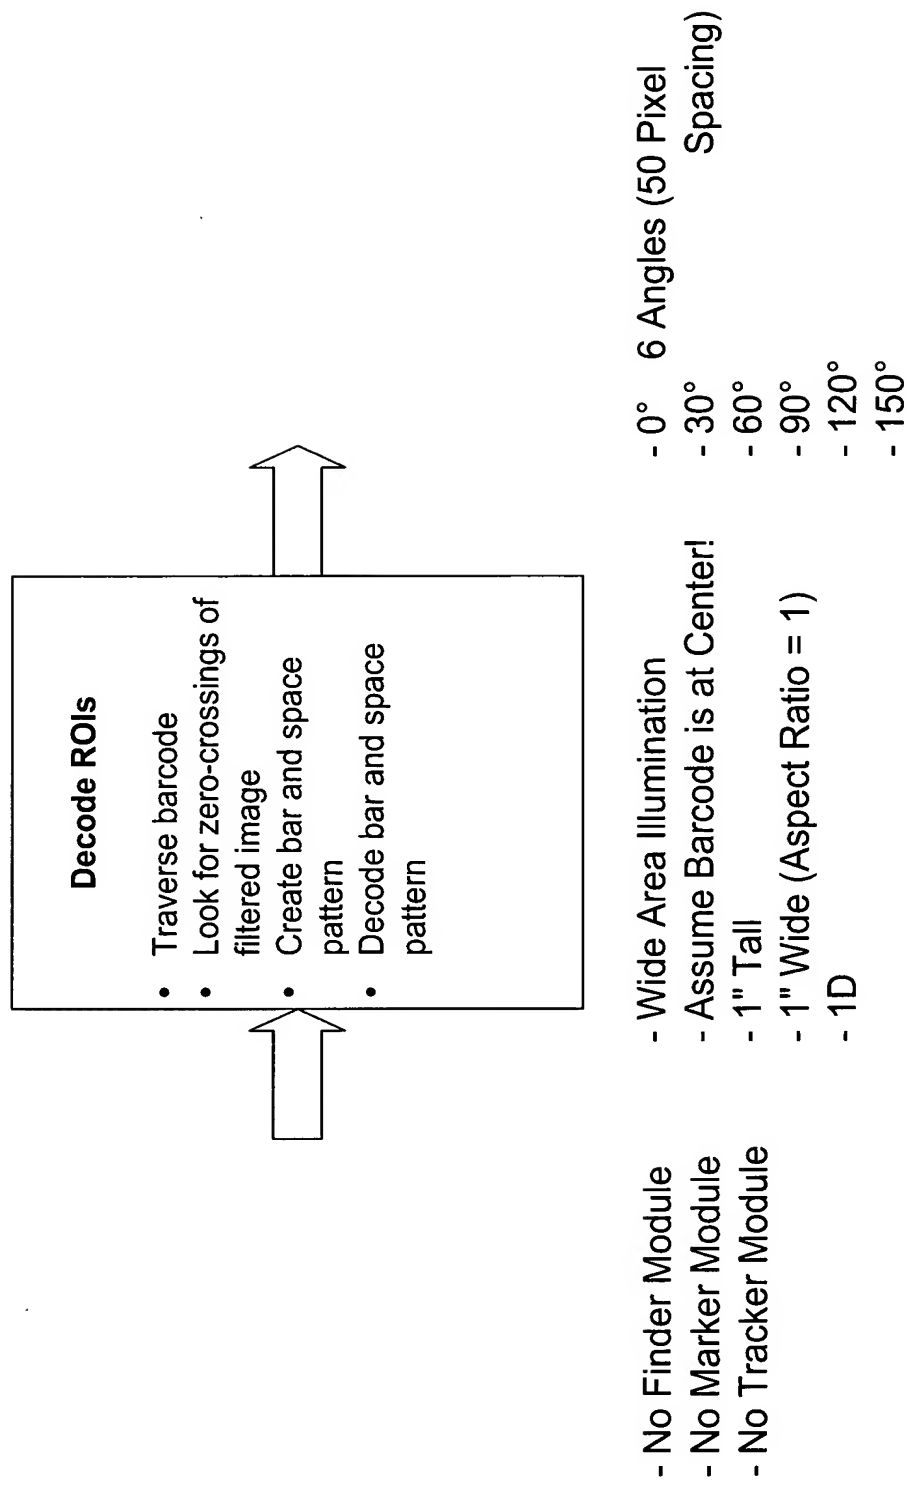 Decode ROIs
• Traverse barcode
• Look for zero-crossings of
filtered image
• Create bar and space
pattern
• Decode bar and space
pattern
- No Finder Module
- No Marker Module
- No Tracker Module
- Wide Area Illumination
- Assume Barcode is at Center!
- 1" Tall
- 1" Wide (Aspect Ratio = 1)
- 1D
- 0° 6 Angles (50 Pixel
- 30° Spacing)
- 60°
- 90°
- 120°
- 150°